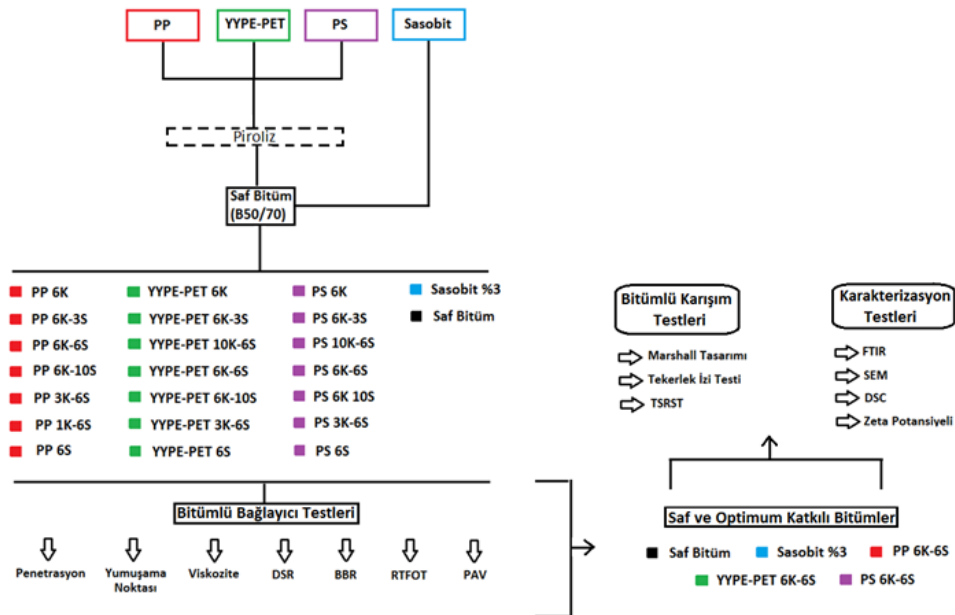 PP
YYPE-PET
PS
Sasobit
Piroliz
Saf Bitüm
(B50/70)
PP 6K
PP 6K-3S
PP 6K-6S
PP 6K-10S
PP 3K-6S
PP 1K-6S
PP 6S
YYPE-PET 6K
YYPE-PET 6K-3S
YYPE-PET 10K-6S
YYPE-PET 6K-6S
YYPE-PET 6K-10S
YYPE-PET 3K-6S
YYPE-PET 6S
PS 6K
PS 6K-3S
PS 10K-6S
PS 6K-6S
PS 6K 10S
PS 3K-6S
PS 6S
Sasobit %3
Saf Bitüm
Bitümlü Bağlayıcı Testleri
Penetrasyon
Yumuşama
Noktası
Viskozite
DSR
BBR
RTFOT
PAV
Bitümlü Karışım
Testleri
Marshall Tasarımı
Tekerlek İzi Testi
TSRST
Karakterizasyon
Testleri
FTIR
SEM
DSC
Zeta Potansiyeli
Saf ve Optimum Katkılı Bitümler
Saf Bitüm
Sasobit %3
PP 6K-6S
YYPE-PET 6K-6S
PS 6K-6S